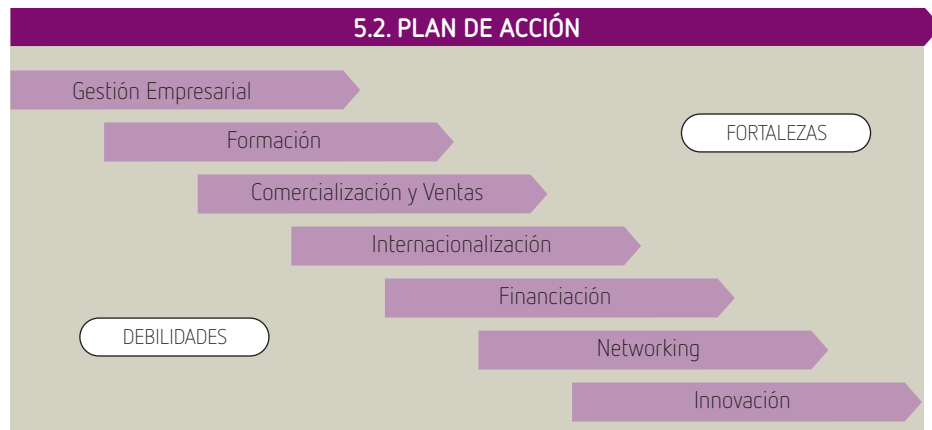 5.2. PLAN DE ACCIÓN
Gestión Empresarial
Formación
FORTALEZAS
Comercialización y Ventas
Internacionalización
Financiación
DEBILIDADES
Networking
Innovación